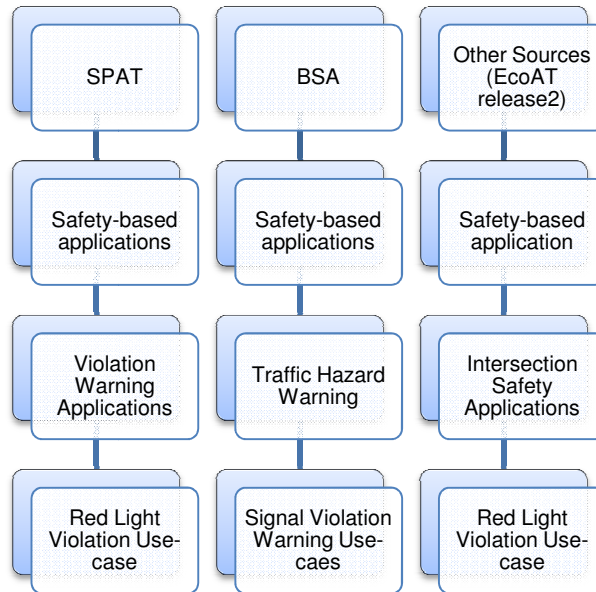 SPAT
BSA
Other Sources
(EcoAT
release2)
Safety-based
applications
Safety-based
applications
Safety-based
application
Violation
Warning
Applications
Traffic Hazard
Warning
Intersection
Safety
Applications
Red Light
Violation Use-
case
Signal Violation
Warning Use-
caes
Red Light
Violation Use-
case